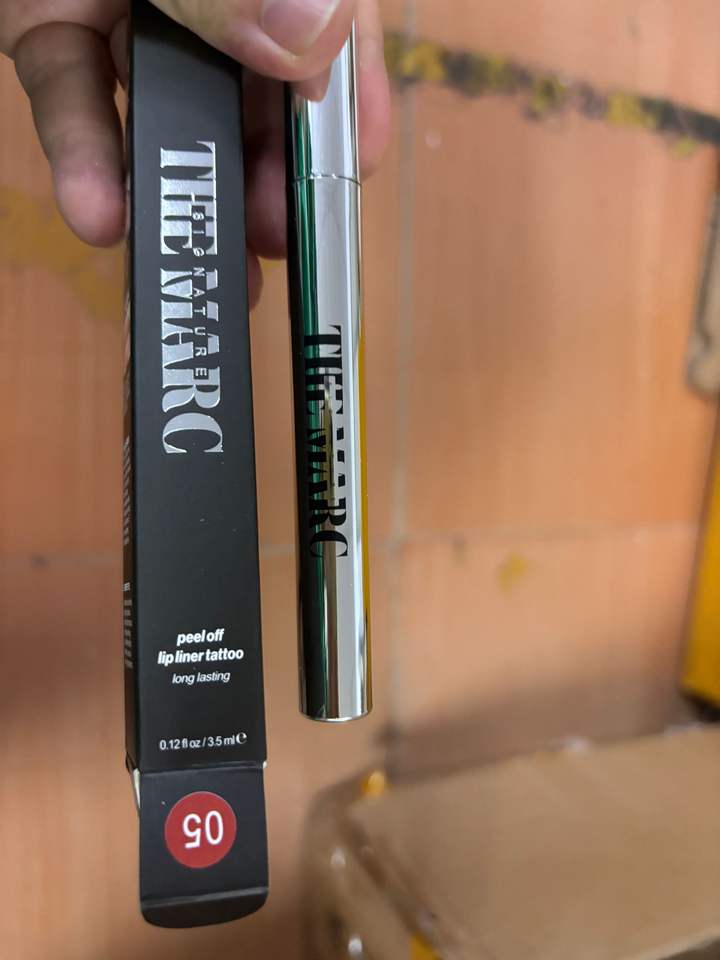 THE MARC
SIGNATURE
peel off
lip liner tattoo
long lasting
0.12 fl oz / 3.5 ml ℮
05
THE MARC